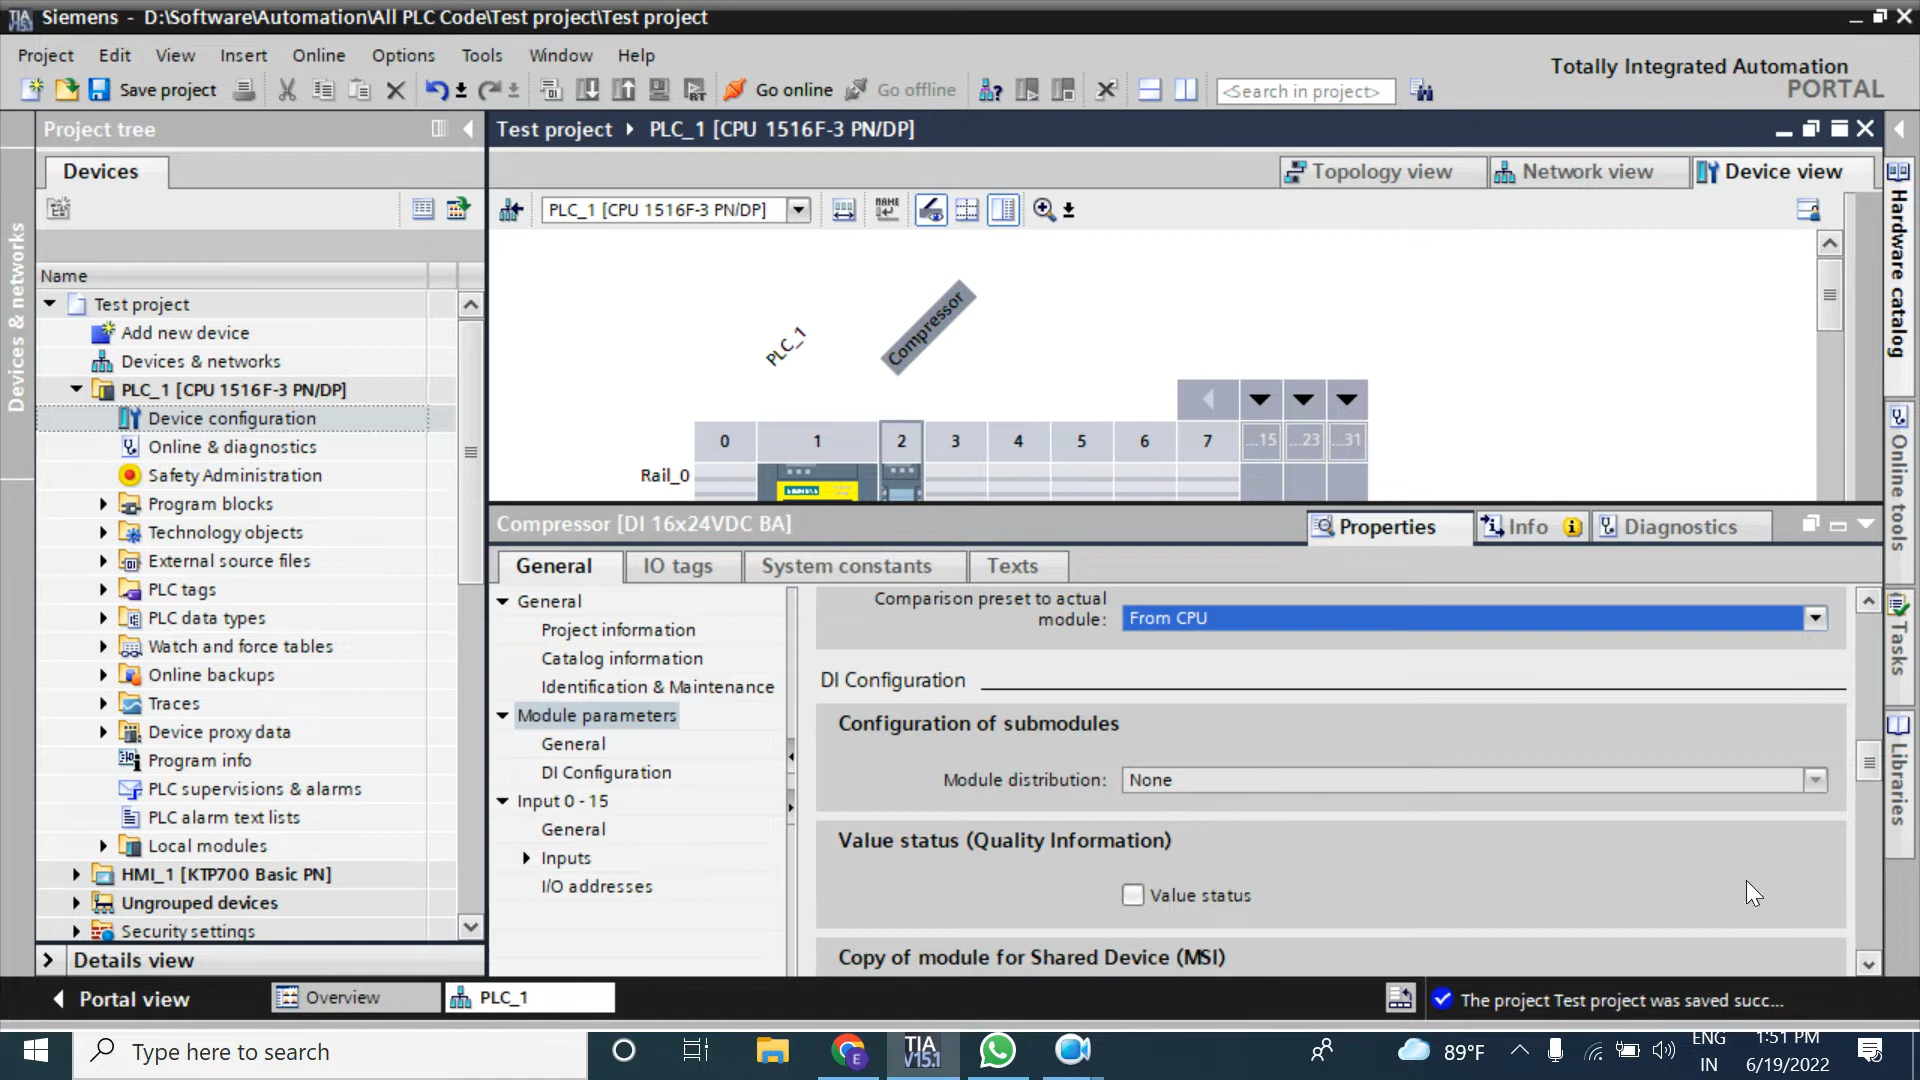 Siemens - D:\Software\Automation\All PLC Code\Test project\Test project
Project Edit View Insert Online Options Tools Window Help
Totally Integrated Automation
PORTAL
Save project Go online Go offline <Search in project>
Project tree
Test project PLC_1 [CPU 1516F-3 PN/DP]
Devices
Topology view Network view Device view
PLC_1 [CPU 1516F-3 PN/DP]
Devices & networks
Hardware catalog
Online tools
Tasks
Libraries
Name
Test project
Add new device
Devices & networks
PLC_1 [CPU 1516F-3 PN/DP]
Device configuration
Online & diagnostics
Safety Administration
Program blocks
Technology objects
External source files
PLC tags
PLC data types
Watch and force tables
Online backups
Traces
Device proxy data
Program info
PLC supervisions & alarms
PLC alarm text lists
Local modules
HMI_1 [KTP700 Basic PN]
Ungrouped devices
Security settings
Details view
PLC_1
Compressor
0 1 2 3 4 5 6 7 ...15 ...23 ...31
Rail_0
Compressor [DI 16x24VDC BA]
Properties Info Diagnostics
General IO tags System constants Texts
General
Project information
Catalog information
Identification & Maintenance
Module parameters
General
DI Configuration
Input 0 - 15
General
Inputs
I/O addresses
Comparison preset to actual
module: From CPU
DI Configuration
Configuration of submodules
Module distribution: None
Value status (Quality Information)
Value status
Copy of module for Shared Device (MSI)
Portal view Overview PLC_1 The project Test project was saved succ...
Type here to search
TIA
V15.1
89°F
ENG
IN
1:51 PM
6/19/2022